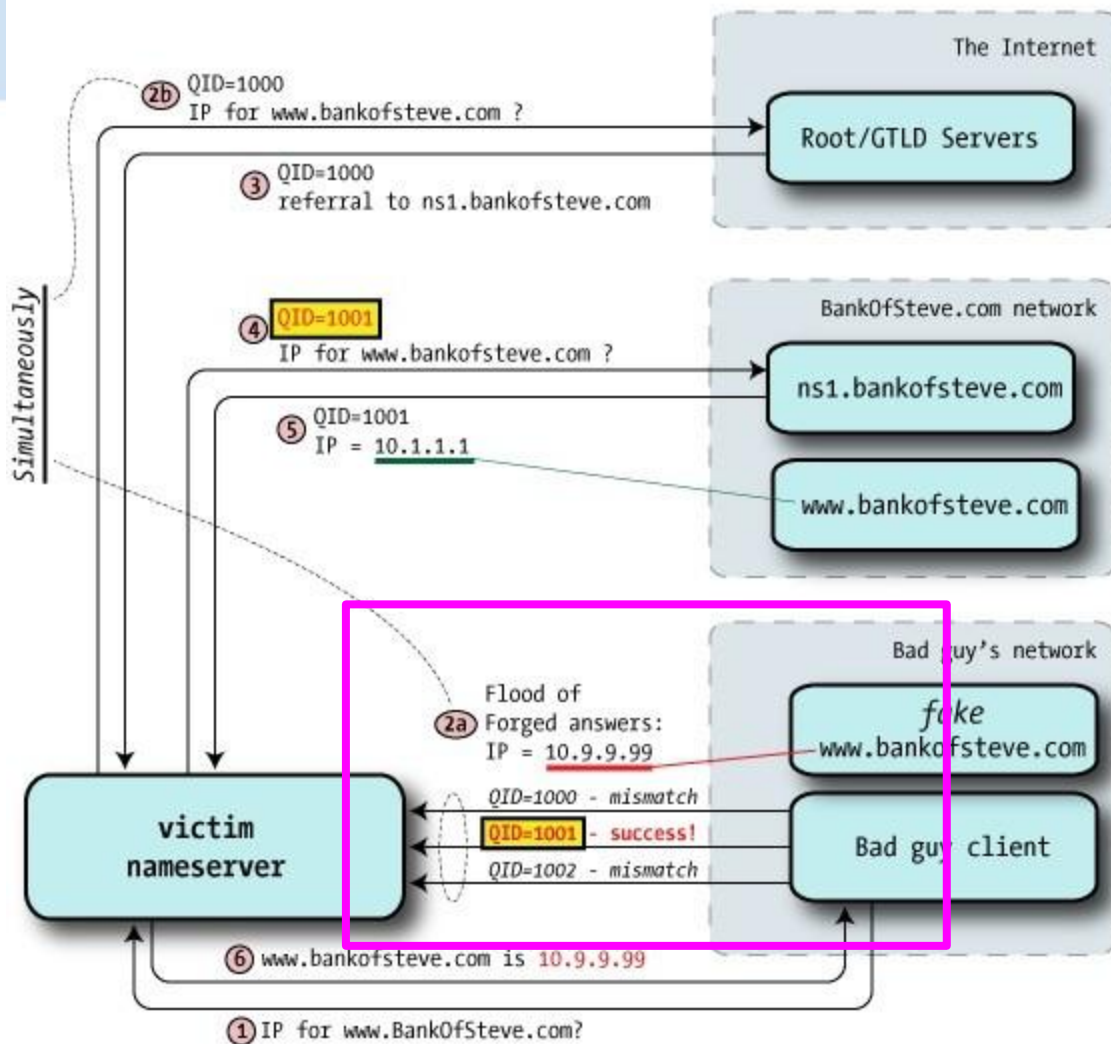 The Internet
2b QID=1000
IP for www.bankofsteve.com ?
Root/GTLD Servers
3 QID=1000
referral to ns1.bankofsteve.com
Simultaneously
BankOfSteve.com network
4 QID=1001
IP for www.bankofsteve.com ?
ns1.bankofsteve.com
5 QID=1001
IP = 10.1.1.1
www.bankofsteve.com
Bad guy's network
2a Flood of
Forged answers:
IP = 10.9.9.99
fake
www.bankofsteve.com
QID=1000 - mismatch
QID=1001 - success!
QID=1002 - mismatch
victim
nameserver
Bad guy client
6 www.bankofsteve.com is 10.9.9.99
1 IP for www.BankOfSteve.com?